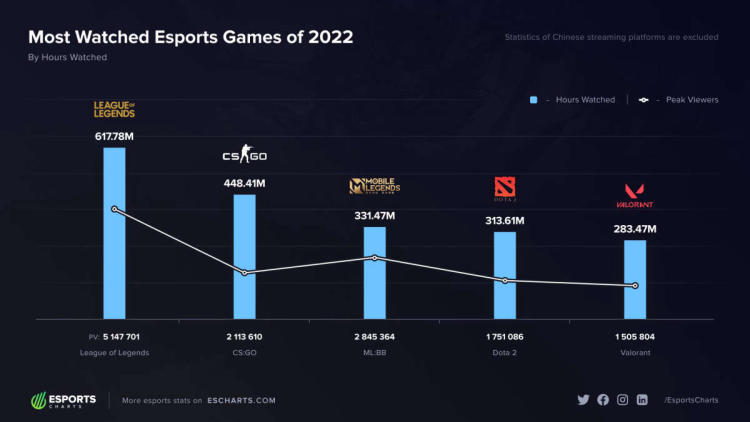 Most Watched Esports Games of 2022
Statistics of Chinese streaming platforms are excluded
By Hours Watched
- Hours Watched | - Peak Viewers
LEAGUE OF
LEGENDS
617.78M
CS GO
448.41M
MOBILE
LEGENDS
331.47M
DOTA 2
313.61M
VALORANT
283.47M
PV: 5 147 701
2 113 610
2 845 364
1 751 086
1 505 804
League of Legends
CS:GO
ML:BB
Dota 2
Valorant
ESPORTS
CHARTS
More esports stats on ESCHARTS.COM
/EsportsCharts